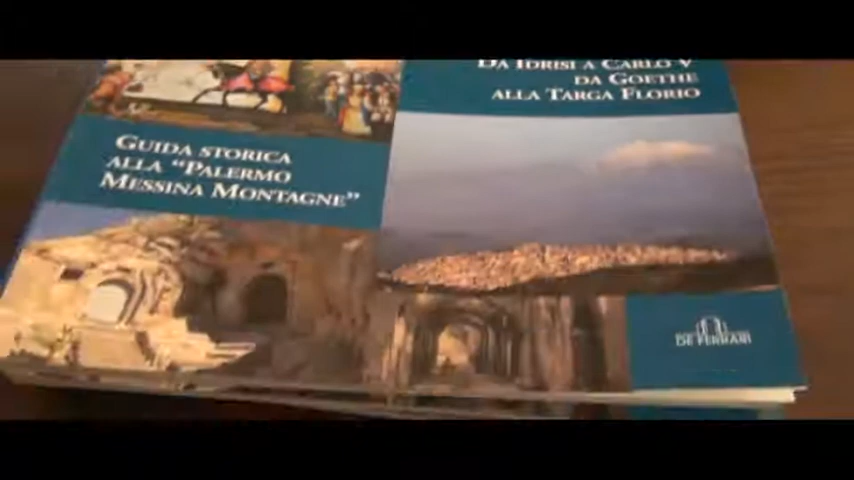 DA IDRISI A CARLO V
DA GOETHE
ALLA TARGA FLORIO
GUIDA STORICA
ALLA “PALERMO
MESSINA MONTAGNE”
DE FERRARI